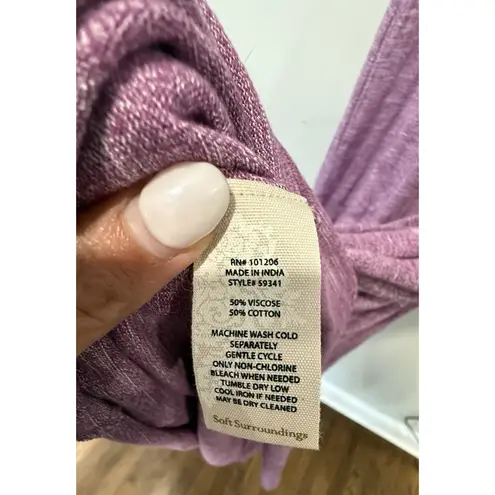 RN# 101206
MADE IN INDIA
STYLE# 59341
50% VISCOSE
50% COTTON
MACHINE WASH COLD
SEPARATELY
GENTLE CYCLE
ONLY NON-CHLORINE
BLEACH WHEN NEEDED
TUMBLE DRY LOW
COOL IRON IF NEEDED
MAY BE DRY CLEANED
Soft Surroundings